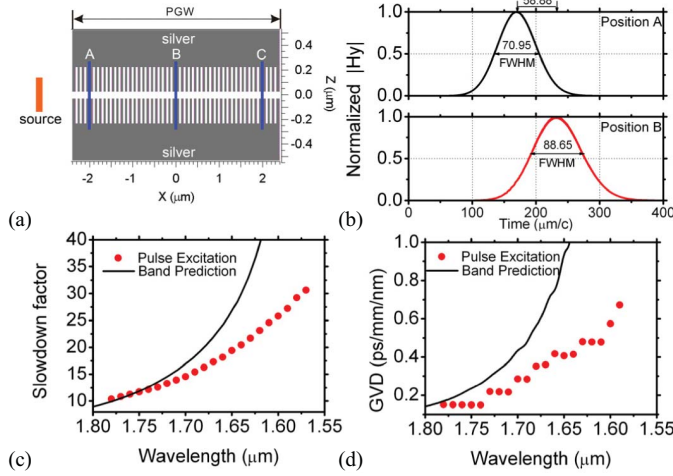 PGW
silver
A B C
source
silver
0.4
0.2
0.0
-0.2
-0.4
Z (μm)
-2 -1 0 1 2
X (μm)
(a)
58.88
Position A
70.95
FWHM
Position B
88.65
FWHM
Normalized |Hy|
1.0
0.5
0.0
1.0
0.5
0.0
0 100 200 300 400
Time (μm/c)
(b)
Pulse Excitation
Band Prediction
Slowdown factor
40
35
30
25
20
15
10
1.80 1.75 1.70 1.65 1.60 1.55
Wavelength (μm)
(c)
Pulse Excitation
Band Prediction
GVD (ps/mm/nm)
1.0
0.8
0.6
0.4
0.2
1.80 1.75 1.70 1.65 1.60 1.55
Wavelength (μm)
(d)